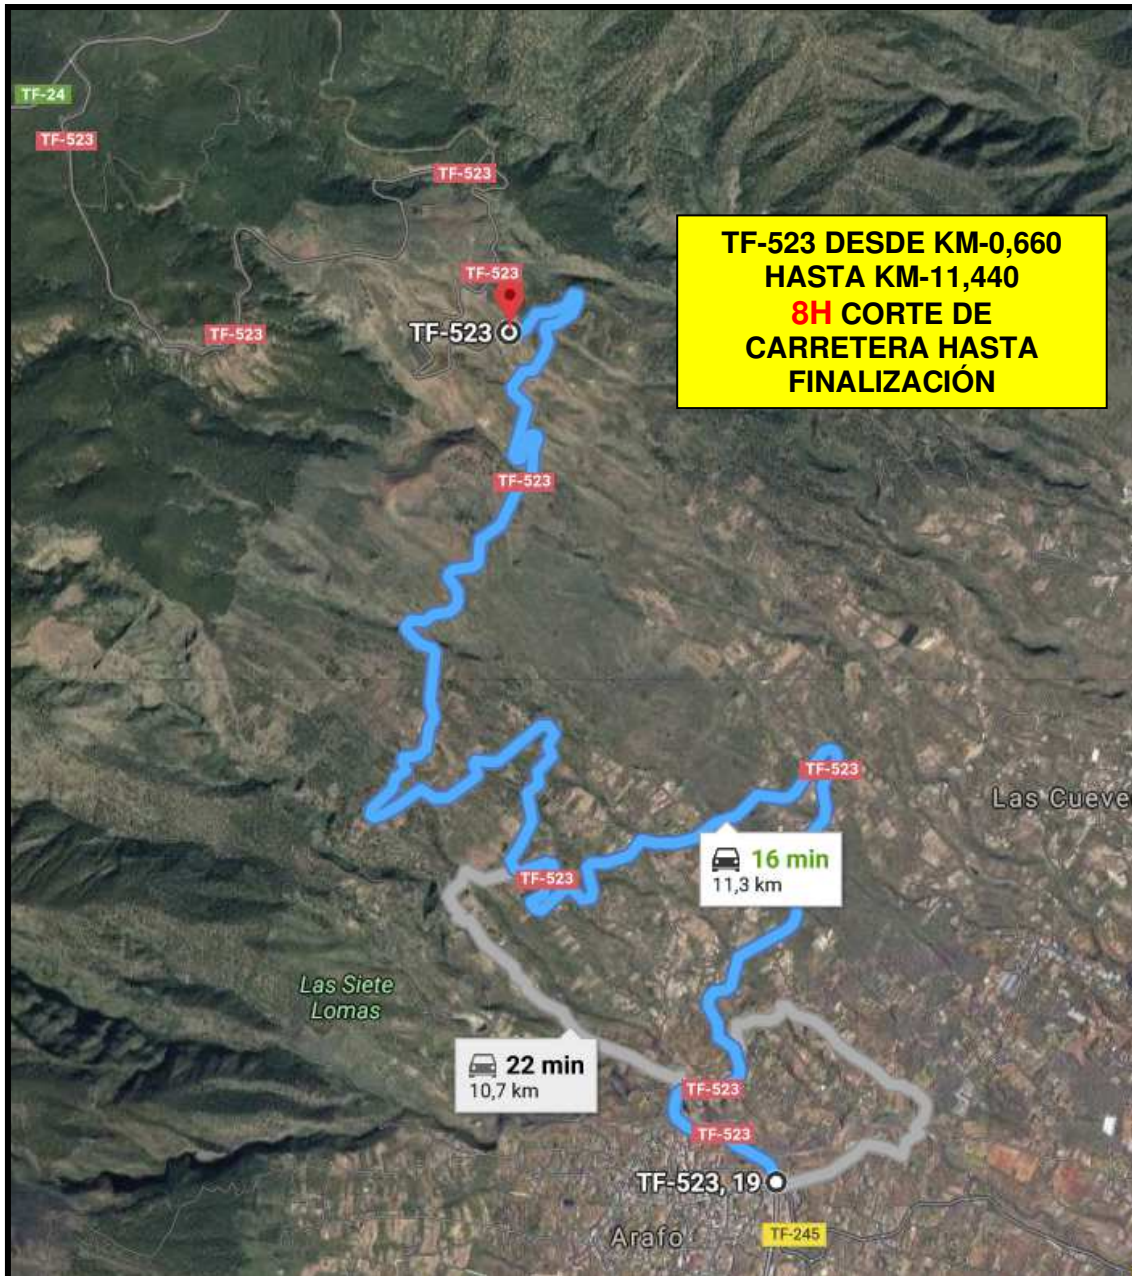 TF-24
TF-523
TF-523
TF-523 DESDE KM-0,660
HASTA KM-11,440
8H CORTE DE
CARRETERA HASTA
FINALIZACIÓN
TF-523
TF-523
TF-523
TF-523
TF-523
Las Cueve
16 min
11,3 km
TF-523
Las Siete
Lomas
22 min
10,7 km
TF-523
TF-523
TF-523, 19
Arafo
TF-245